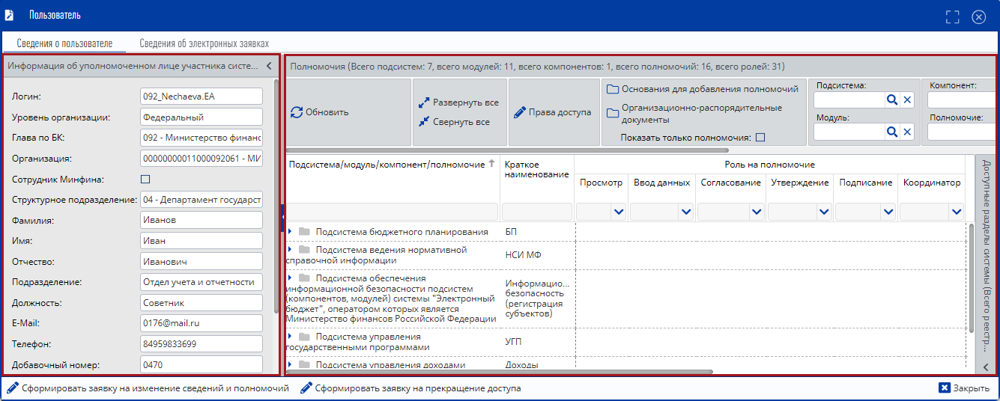 Пользователь
Сведения о пользователе
Сведения об электронных заявках
Информация об уполномоченном лице участника систе...
Логин:
092_Nechaeva.EA
Уровень организации:
Федеральный
Глава по БК:
092 - Министерство финанс
Организация:
00000000011000092061 - МИ
Сотрудник Минфина:
Структурное подразделение:
04 - Департамент государст
Фамилия:
Иванов
Имя:
Иван
Отчество:
Иванович
Подразделение:
Отдел учета и отчетности
Должность:
Советник
E-Mail:
0176@mail.ru
Телефон:
84959833699
Добавочный номер:
0470
Полномочия (Всего подсистем: 7, всего модулей: 11, всего компонентов: 1, всего полномочий: 16, всего ролей: 31)
Обновить
Развернуть все
Свернуть все
Права доступа
Основания для добавления полномочий
Организационно-распорядительные
документы
Показать только полномочия:
Подсистема:
Модуль:
Компонент:
Полномочие:
Подсистема/модуль/компонент/полномочие
Краткое
наименование
Роль на полномочие
Просмотр
Ввод данных
Согласование
Утверждение
Подписание
Координатор
Подсистема бюджетного планирования
БП
Подсистема ведения нормативной
справочной информации
НСИ МФ
Подсистема обеспечения
информационной безопасности подсистем
(компонентов, модулей) системы "Электронный
бюджет", оператором которых является
Министерство финансов Российской Федерации
Информацио...
безопасность
(регистрация
субъектов)
Подсистема управления
государственными программами
УГП
Подсистема управления доходами
Доходы
Доступные разделы системы (Всего реестр...
Сформировать заявку на изменение сведений и полномочий
Сформировать заявку на прекращение доступа
Закрыть